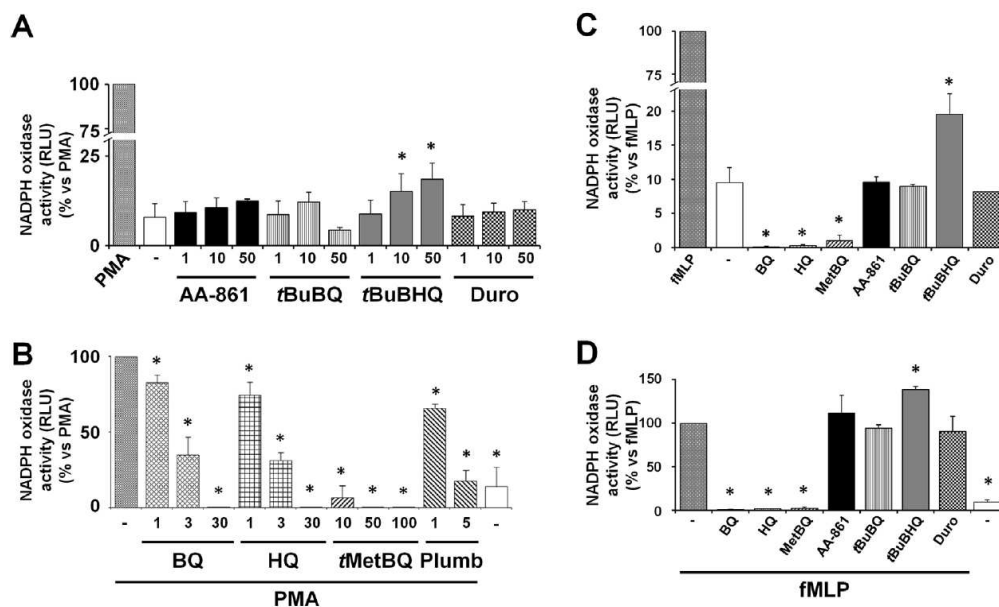 A
NADPH oxidase
activity (RLU)
(% vs PMA)
100
75
25
0
PMA
-
1 10 50 1 10 50 1 10 50 1 10 50
AA-861 tBuBQ tBuBHQ Duro
* *
B
NADPH oxidase
activity (RLU)
(% vs PMA)
100
75
50
0
* * * * * * * * * * * * *
- 1 3 30 1 3 30 10 50 100 1 5 -
BQ HQ tMetBQ Plumb
PMA
C
NADPH oxidase
activity (RLU)
(% vs fMLP)
100
75
20
15
10
5
0
* * * *
fMLP - BQ HQ MetBQ AA-861 tBuBQ tBuBHQ Duro
D
NADPH oxidase
activity (RLU)
(% vs fMLP)
150
100
50
0
* * * * *
- BQ HQ MetBQ AA-861 tBuBQ tBuBHQ Duro -
fMLP